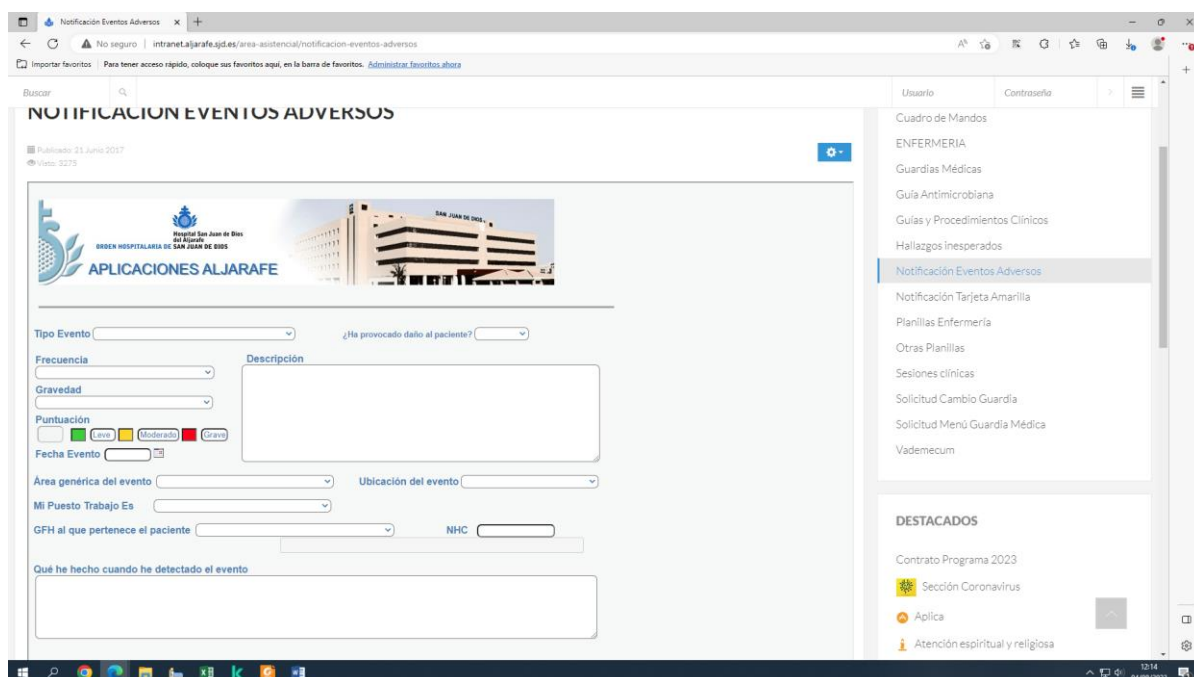 Notificación Eventos Adversos
No seguro | intranet.aljarafe.sjd.es/area-asistencial/notificacion-eventos-adversos
Importar favoritos | Para tener acceso rápido, coloque sus favoritos aquí, en la barra de favoritos. Administrar favoritos ahora
Buscar
Usuario
Contraseña
NOTIFICACIÓN EVENTOS ADVERSOS
Publicado: 21 Junio 2017
Visto: 3273
Hospital San Juan de Dios
del Aljarafe
ORDEN HOSPITALARIA DE SAN JUAN DE DIOS
APLICACIONES ALJARAFE
SAN JUAN DE DIOS
Tipo Evento
¿Ha provocado daño al paciente?
Frecuencia
Descripción
Gravedad
Puntuación
Leve Moderado Grave
Fecha Evento
Área genérica del evento
Ubicación del evento
Mi Puesto Trabajo Es
GFH al que pertenece el paciente
NHC
Qué he hecho cuando he detectado el evento
Cuadro de Mandos
ENFERMERIA
Guardias Médicas
Guía Antimicrobiana
Guías y Procedimientos Clínicos
Hallazgos inesperados
Notificación Eventos Adversos
Notificación Tarjeta Amarilla
Planillas Enfermería
Otras Planillas
Sesiones clínicas
Solicitud Cambio Guardia
Solicitud Menú Guardia Médica
Vademecum
DESTACADOS
Contrato Programa 2023
Sección Coronavirus
Aplica
Atención espiritual y religiosa
12:14